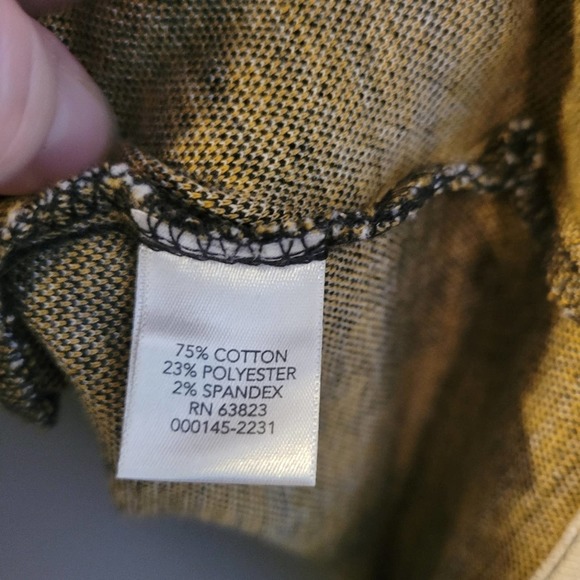 75% COTTON
23% POLYESTER
2% SPANDEX
RN 63823
000145-2231